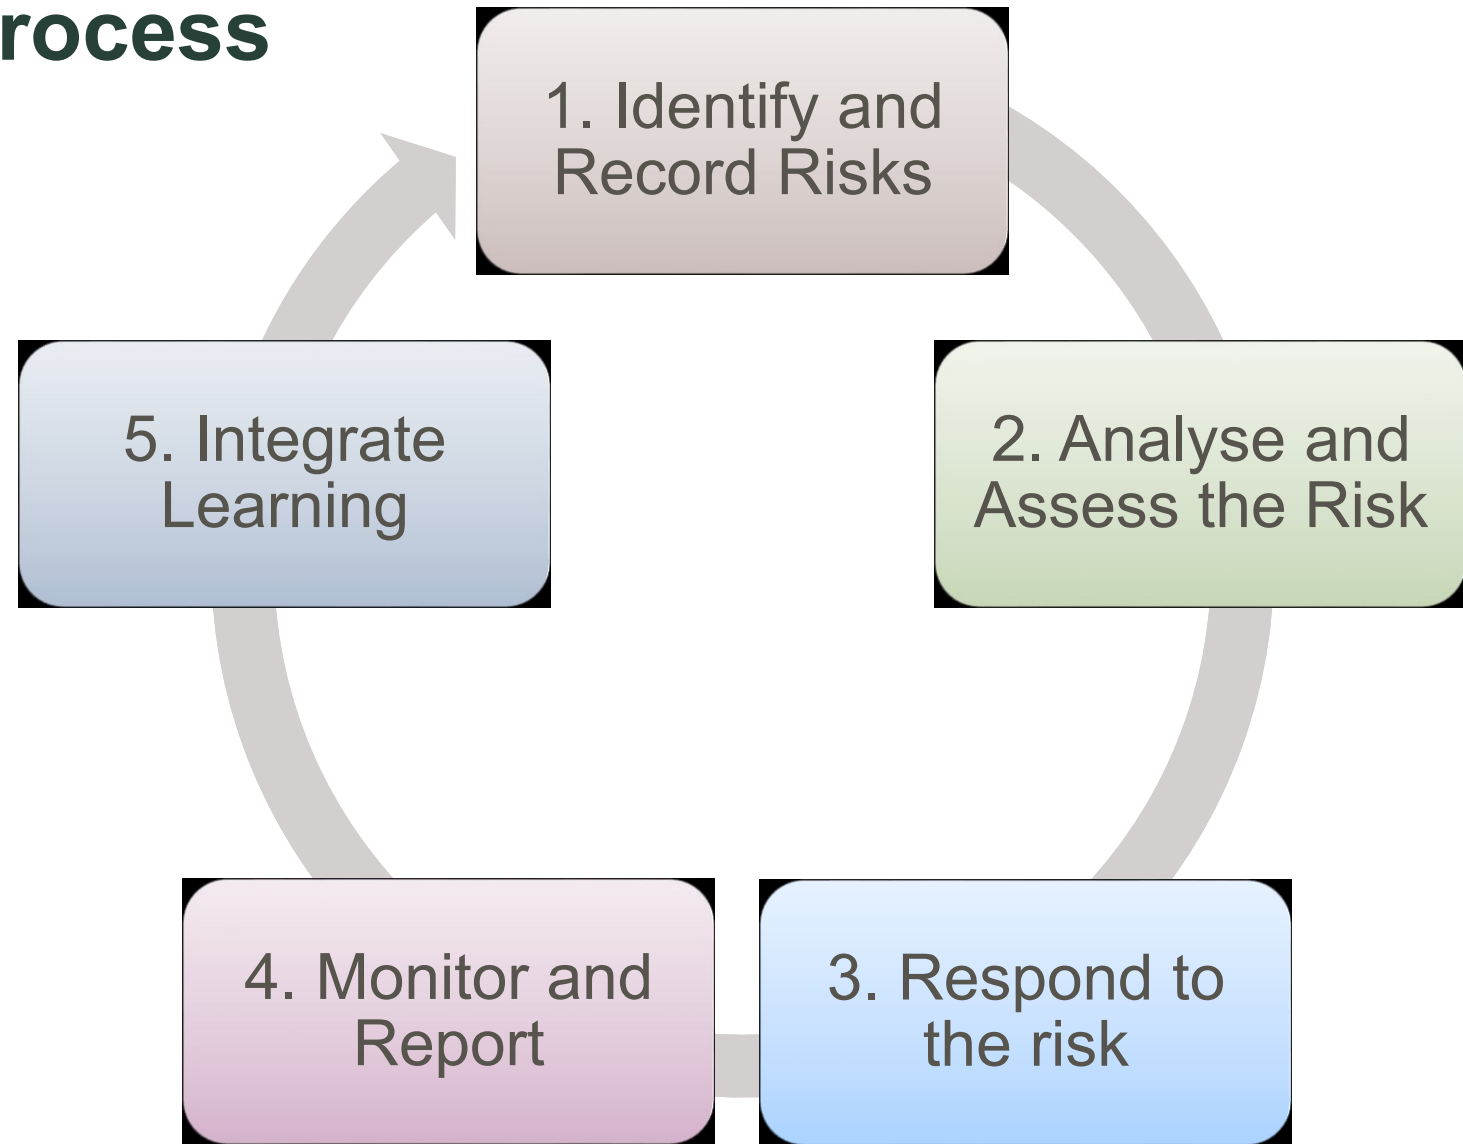 rocess
1. Identify and
Record Risks
2. Analyse and
Assess the Risk
3. Respond to
the risk
4. Monitor and
Report
5. Integrate
Learning